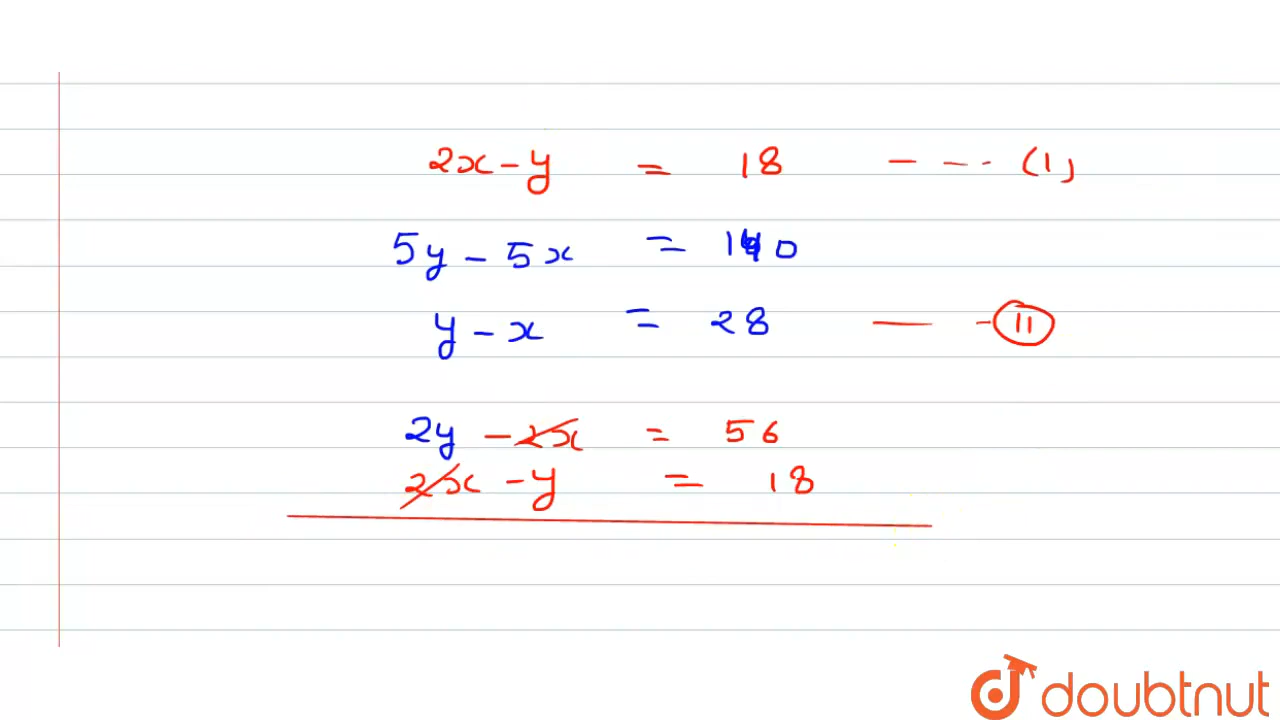 2x - y = 18 - - - (1)
5y - 5x = 140
y - x = 28 — - (11)
2y - 2x = 56
2x - y = 18
doubtnut